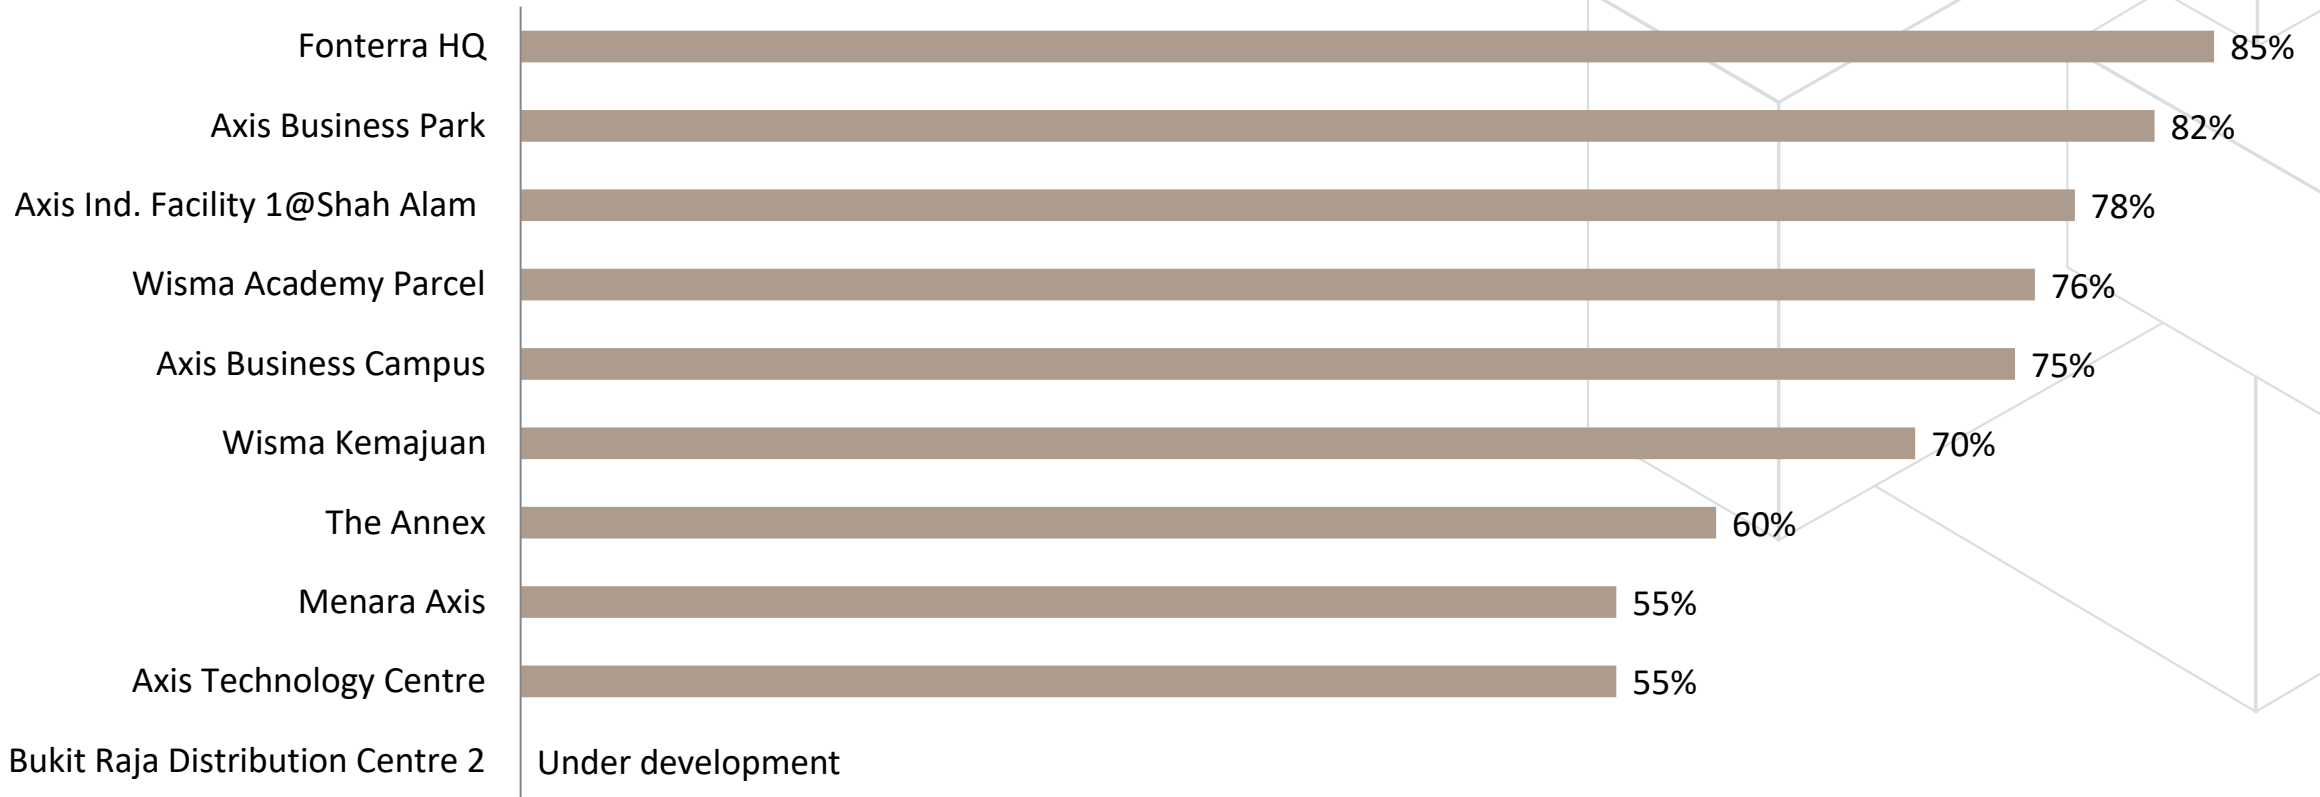 Fonterra HQ 85%
Axis Business Park 82%
Axis Ind. Facility 1@Shah Alam 78%
Wisma Academy Parcel 76%
Axis Business Campus 75%
Wisma Kemajuan 70%
The Annex 60%
Menara Axis 55%
Axis Technology Centre 55%
Bukit Raja Distribution Centre 2 Under development